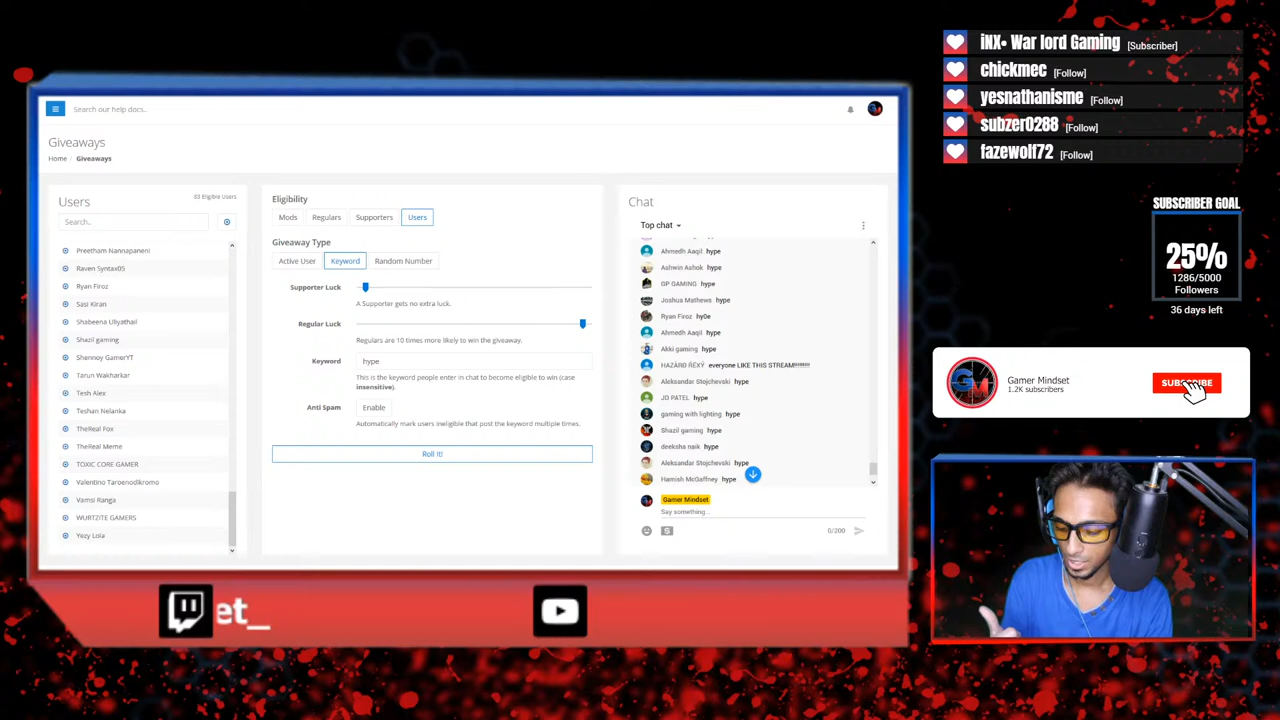 iNX• War lord Gaming [Subscriber]
chickmec [Follow]
yesnathanisme [Follow]
subzer0288 [Follow]
fazewolf72 [Follow]
Search our help docs..
Giveaways
Home / Giveaways
Users
83 Eligible Users
Search..
Preetham Nannapaneni
Raven Syntax05
Ryan Firoz
Sasi Kiran
Shabeena Uliyathail
Shazil gaming
Shennoy GamerYT
Tarun Wakharkar
Tesh Alex
Teshan Nelanka
TheReal Fox
TheReal Meme
TOXIC CORE GAMER
Valentino Taroenodikromo
Vamsi Ranga
WURTZITE GAMERS
Yezy Lola
Eligibility
Mods Regulars Supporters Users
Giveaway Type
Active User Keyword Random Number
Supporter Luck
A Supporter gets no extra luck.
Regular Luck
Regulars are 10 times more likely to win the giveaway.
Keyword hype
This is the keyword people enter in chat to become eligible to win (case
insensitive).
Anti Spam Enable
Automatically mark users ineligible that post the keyword multiple times.
Roll It!
Chat
Top chat
Ahmedh Aaqil hype
Ashwin Ashok hype
GP GAMING hype
Joshua Mathews hype
Ryan Firoz hy0e
Ahmedh Aaqil hype
Akki gaming hype
HAZARD REXY everyone LIKE THIS STREAM!!!!!!!!!!
Aleksandar Stojchevski hype
JD PATEL hype
gaming with lighting hype
Shazil gaming hype
deeksha naik hype
Aleksandar Stojchevski hype
Hamish McGaffney hype
Gamer Mindset
Say something...
0/200
SUBSCRIBER GOAL
25%
1286/5000
Followers
36 days left
GM
Gamer Mindset
1.2K subscribers
SUBSCRIBE
et_